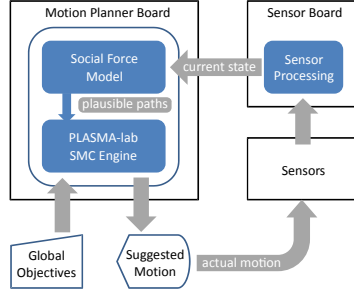 Motion Planner Board
Sensor Board
Social Force
Model
current state
Sensor
Processing
plausible paths
PLASMA-lab
SMC Engine
Sensors
Global
Objectives
Suggested
Motion
actual motion